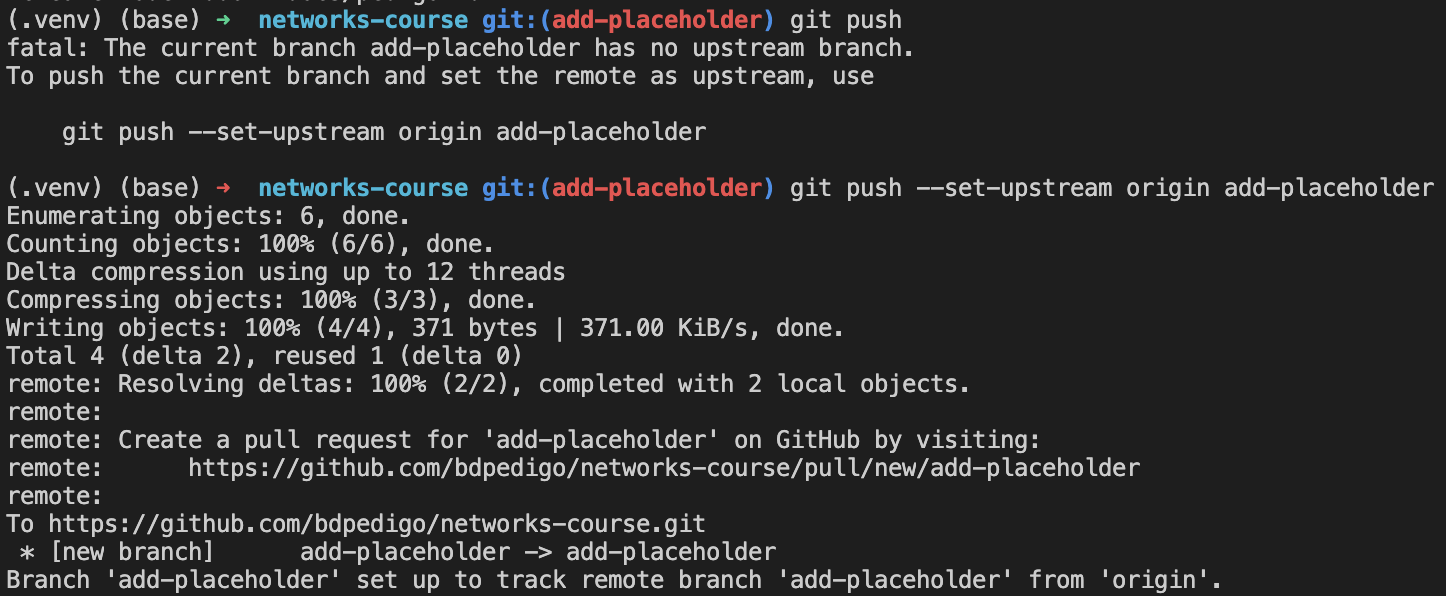 (.venv) (base) ➜  networks-course git:(add-placeholder) git push
fatal: The current branch add-placeholder has no upstream branch.
To push the current branch and set the remote as upstream, use

    git push --set-upstream origin add-placeholder

(.venv) (base) ➜  networks-course git:(add-placeholder) git push --set-upstream origin add-placeholder
Enumerating objects: 6, done.
Counting objects: 100% (6/6), done.
Delta compression using up to 12 threads
Compressing objects: 100% (3/3), done.
Writing objects: 100% (4/4), 371 bytes | 371.00 KiB/s, done.
Total 4 (delta 2), reused 1 (delta 0)
remote: Resolving deltas: 100% (2/2), completed with 2 local objects.
remote:
remote: Create a pull request for 'add-placeholder' on GitHub by visiting:
remote:      https://github.com/bdpedigo/networks-course/pull/new/add-placeholder
remote:
To https://github.com/bdpedigo/networks-course.git
 * [new branch]      add-placeholder -> add-placeholder
Branch 'add-placeholder' set up to track remote branch 'add-placeholder' from 'origin'.